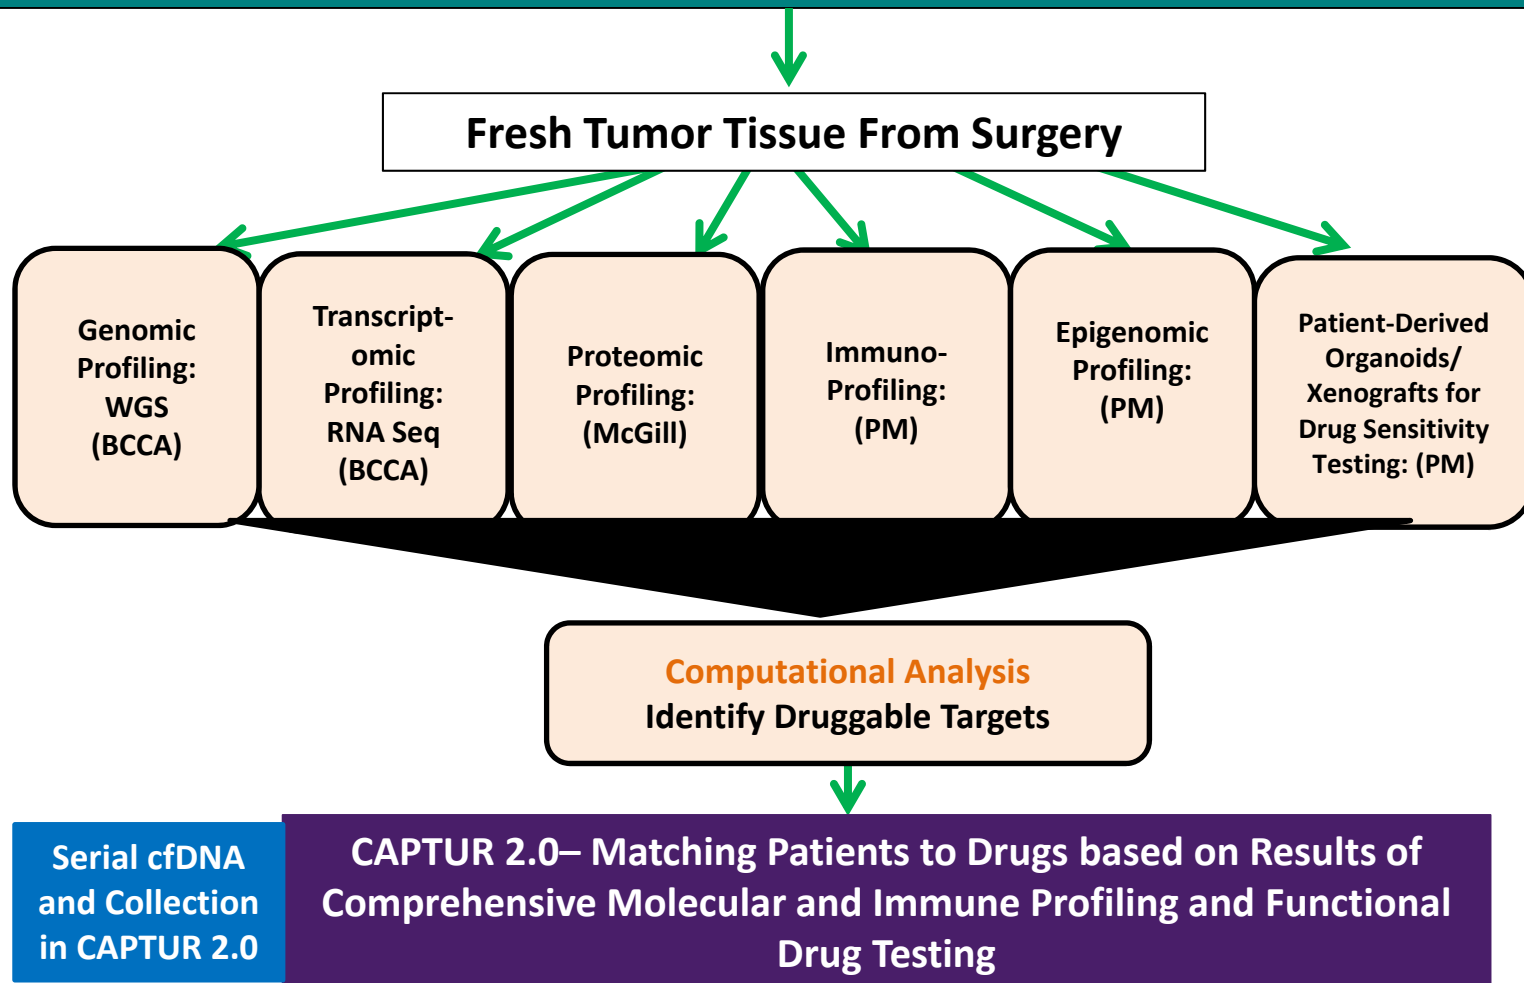 Fresh Tumor Tissue From Surgery
Genomic
Profiling:
WGS
(BCCA)
Transcript-
omic
Profiling:
RNA Seq
(BCCA)
Proteomic
Profiling:
(McGill)
Immuno-
Profiling:
(PM)
Epigenomic
Profiling:
(PM)
Patient-Derived
Organoids/
Xenografts for
Drug Sensitivity
Testing: (PM)
Computational Analysis
Identify Druggable Targets
Serial cfDNA
and Collection
in CAPTUR 2.0
CAPTUR 2.0– Matching Patients to Drugs based on Results of
Comprehensive Molecular and Immune Profiling and Functional
Drug Testing